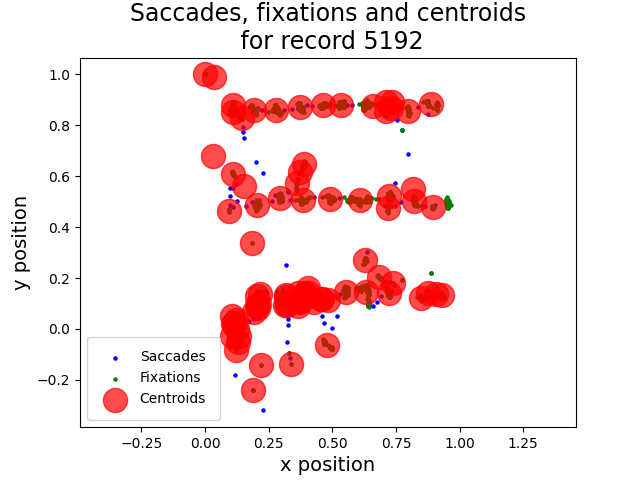 Saccades, fixations and centroids
for record 5192
y position
1.0
0.8
0.6
0.4
0.2
0.0
−0.2
Saccades
Fixations
Centroids
−0.25
0.00
0.25
0.50
0.75
1.00
1.25
x position